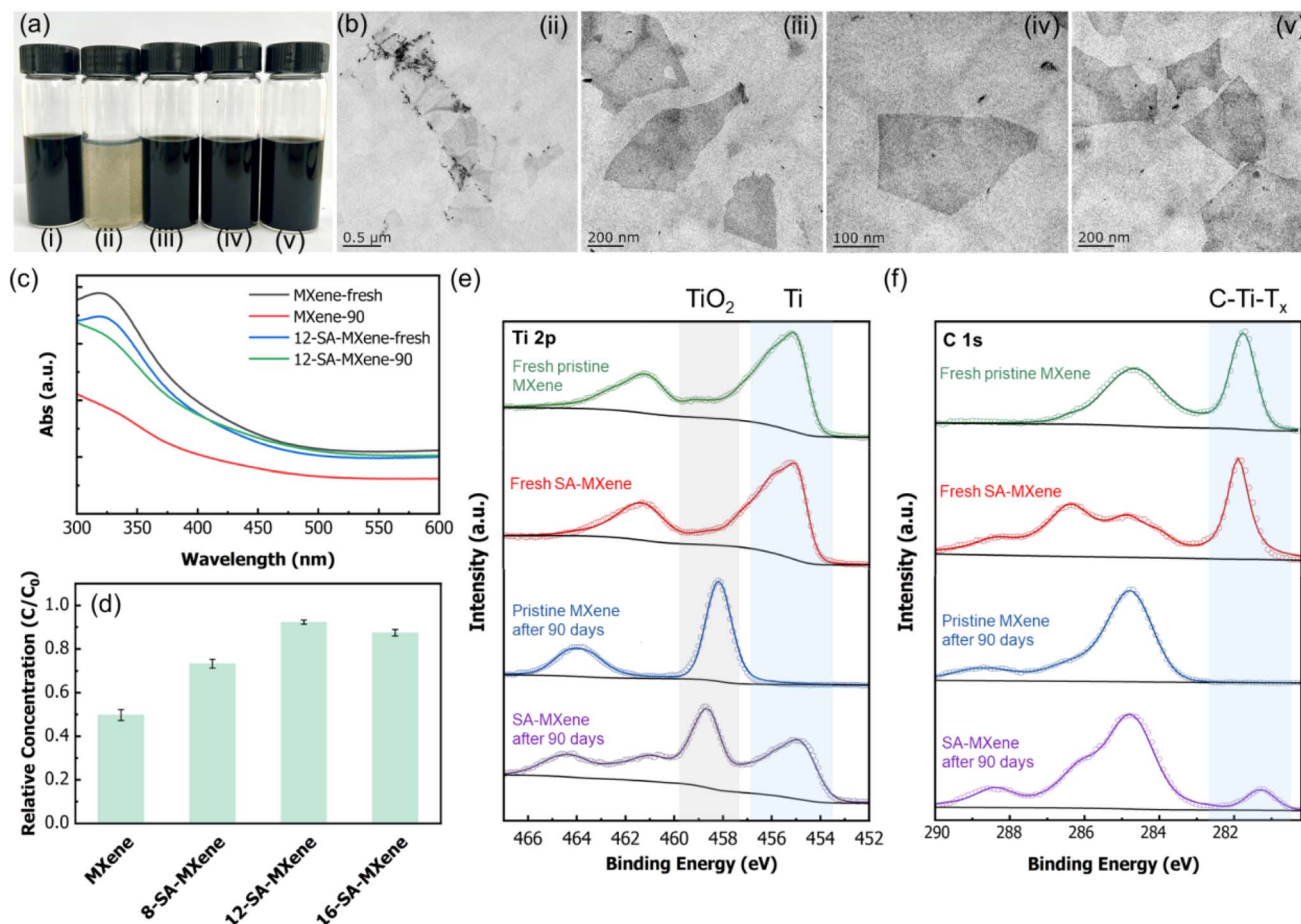 (a)
(i)
(ii)
(iii)
(iv)
(v)
(b)
(ii)
0.5 μm
(iii)
200 nm
(iv)
100 nm
(v)
200 nm
(c)
MXene-fresh
MXene-90
12-SA-MXene-fresh
12-SA-MXene-90
Abs (a.u.)
300 350 400 450 500 550 600
Wavelength (nm)
(d)
Relative Concentration (C/C₀)
1.0
0.8
0.6
0.4
0.2
0.0
MXene
8-SA-MXene
12-SA-MXene
16-SA-MXene
(e)
TiO₂
Ti
Ti 2p
Fresh pristine
MXene
Fresh SA-MXene
Pristine MXene
after 90 days
SA-MXene
after 90 days
Intensity (a.u.)
466 464 462 460 458 456 454 452
Binding Energy (eV)
(f)
C-Ti-Tₓ
C 1s
Fresh pristine MXene
Fresh SA-MXene
Pristine MXene
after 90 days
SA-MXene
after 90 days
Intensity (a.u.)
290 288 286 284 282
Binding Energy (eV)